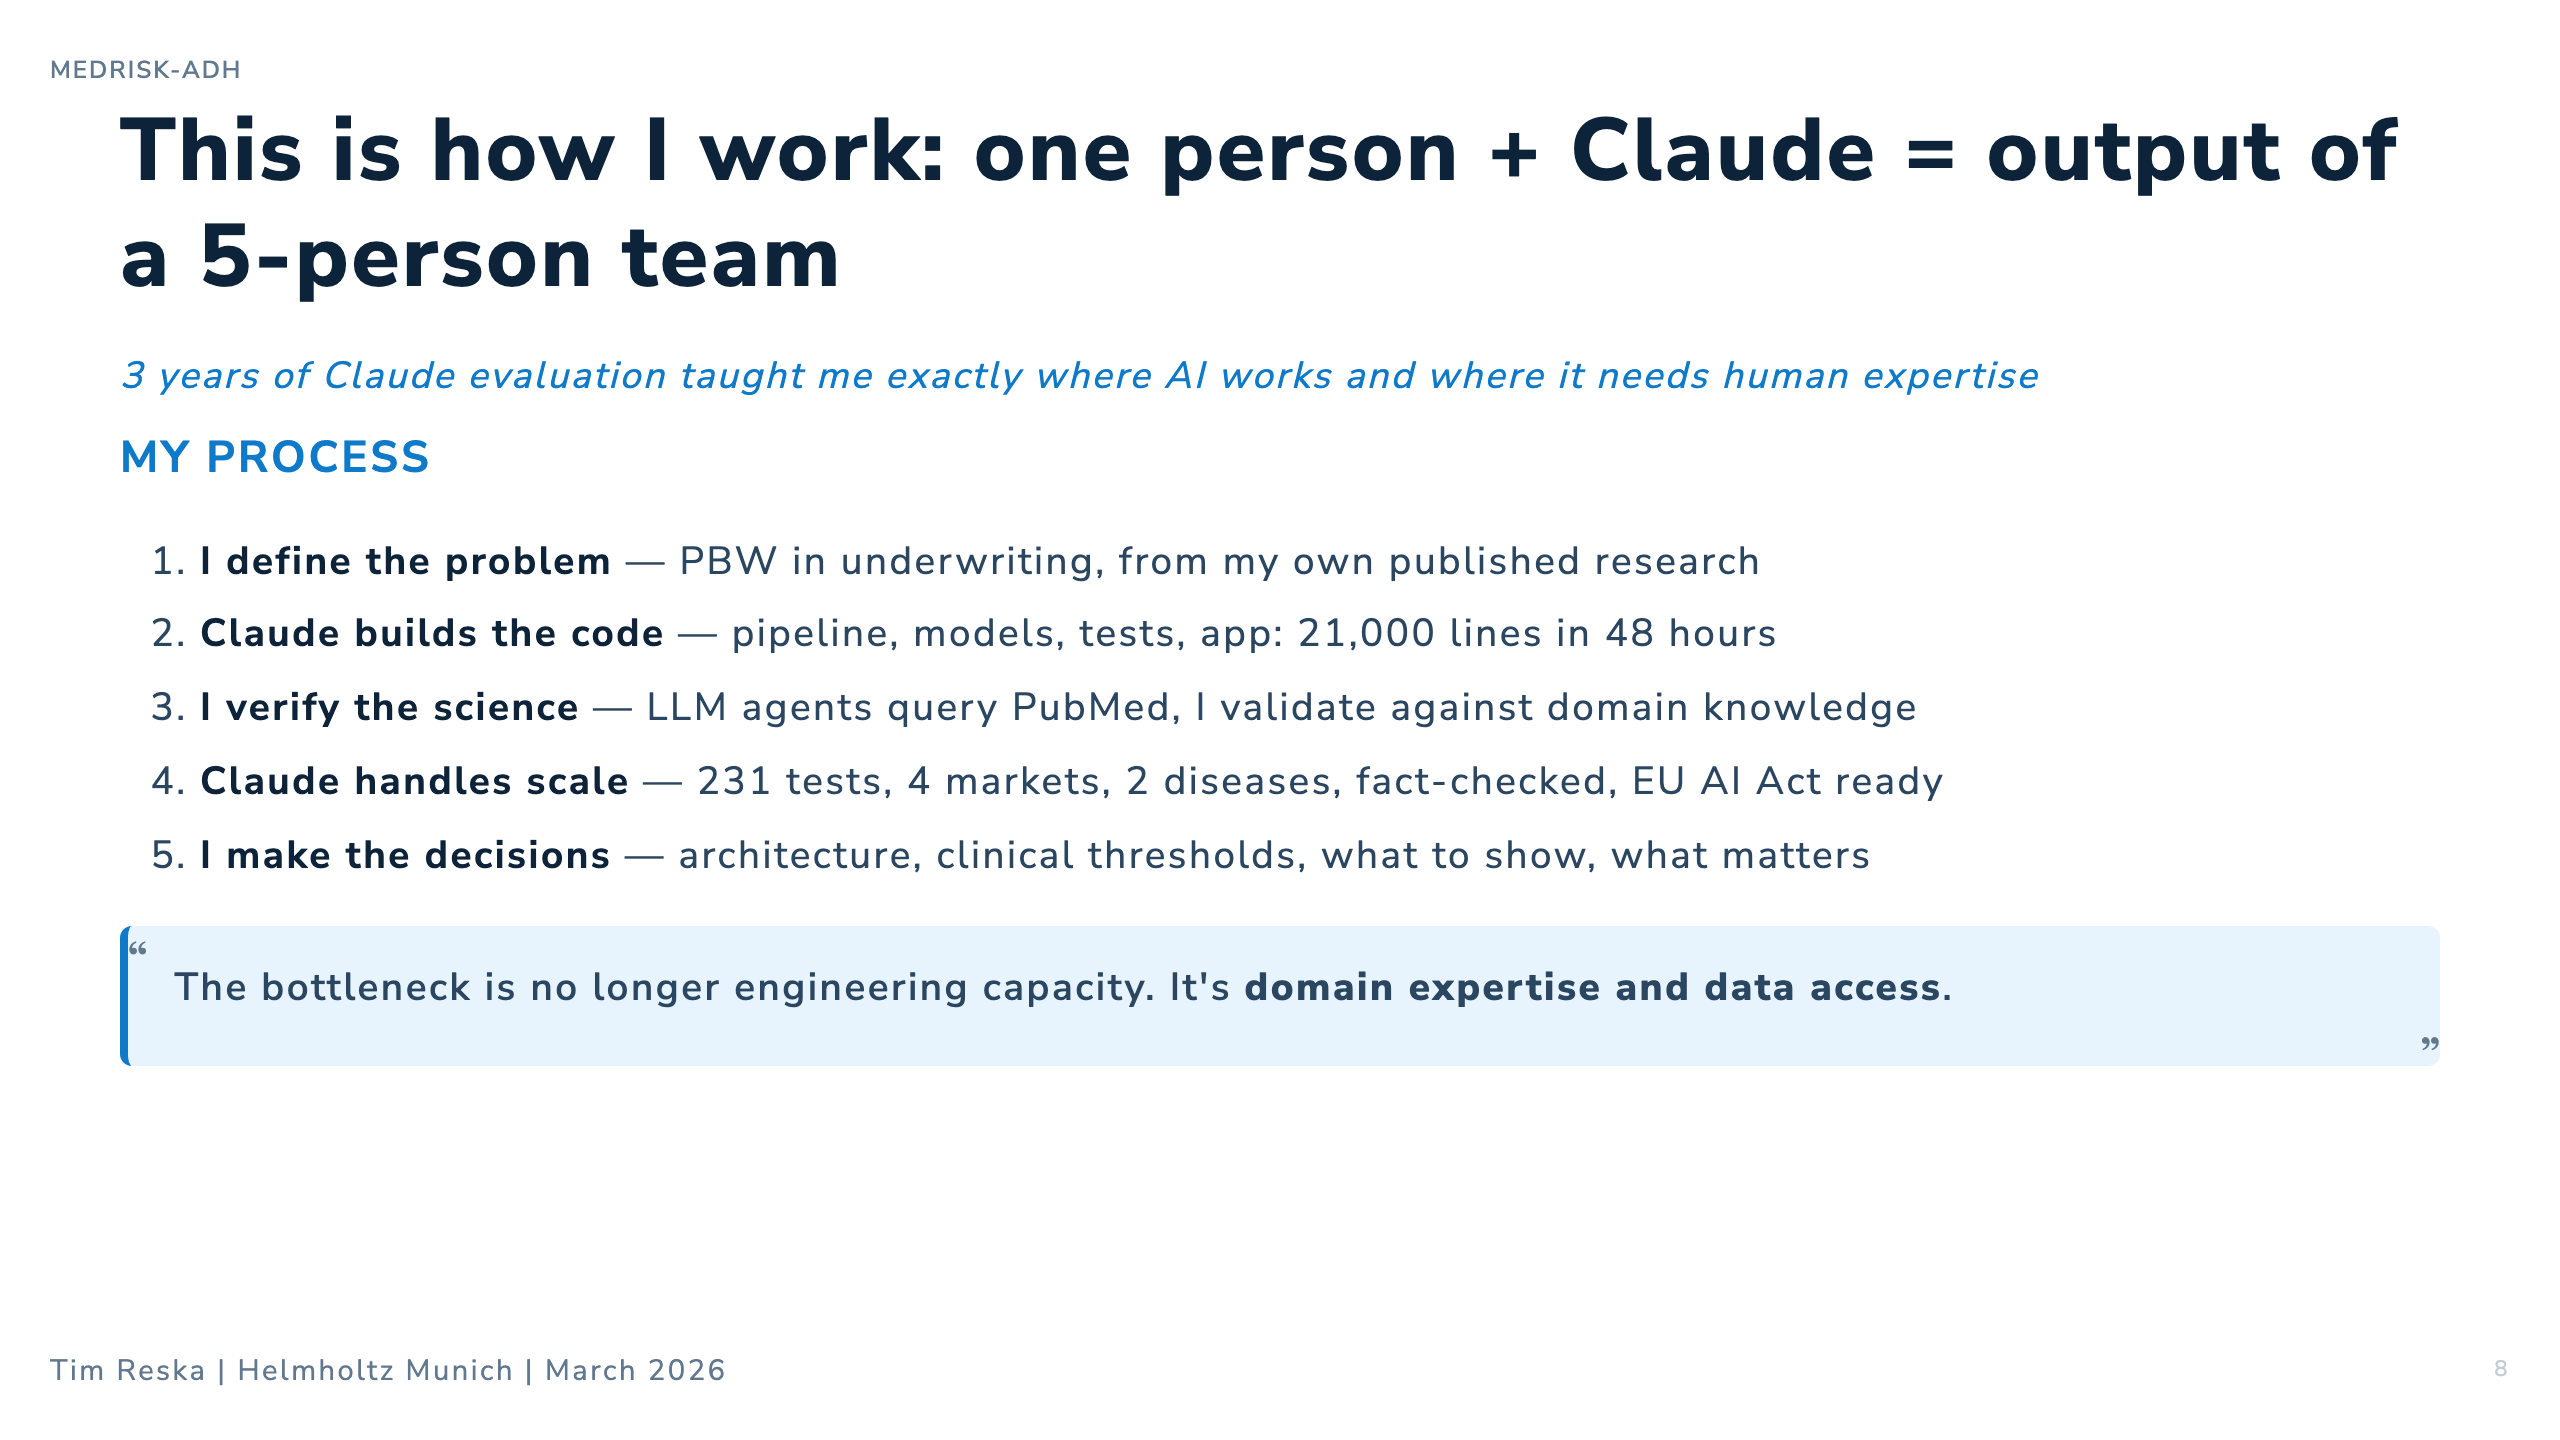 MEDRISK-ADH
This is how I work: one person + Claude = output of
a 5-person team
3 years of Claude evaluation taught me exactly where AI works and where it needs human expertise
MY PROCESS
1. I define the problem — PBW in underwriting, from my own published research
2. Claude builds the code — pipeline, models, tests, app: 21,000 lines in 48 hours
3. I verify the science — LLM agents query PubMed, I validate against domain knowledge
4. Claude handles scale — 231 tests, 4 markets, 2 diseases, fact-checked, EU AI Act ready
5. I make the decisions — architecture, clinical thresholds, what to show, what matters
“
The bottleneck is no longer engineering capacity. It's domain expertise and data access.
”
Tim Reska | Helmholtz Munich | March 2026
8